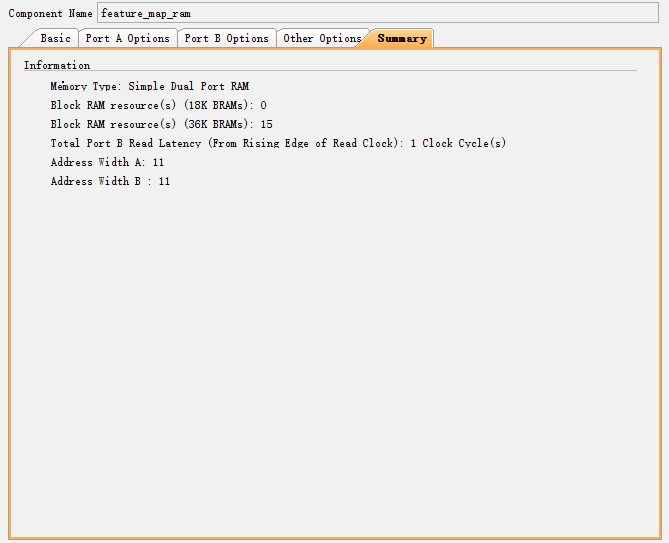 Component Name feature_map_ram
Basic Port A Options Port B Options Other Options Summary
Information
Memory Type: Simple Dual Port RAM
Block RAM resource(s) (18K BRAMs): 0
Block RAM resource(s) (36K BRAMs): 15
Total Port B Read Latency (From Rising Edge of Read Clock): 1 Clock Cycle(s)
Address Width A: 11
Address Width B : 11